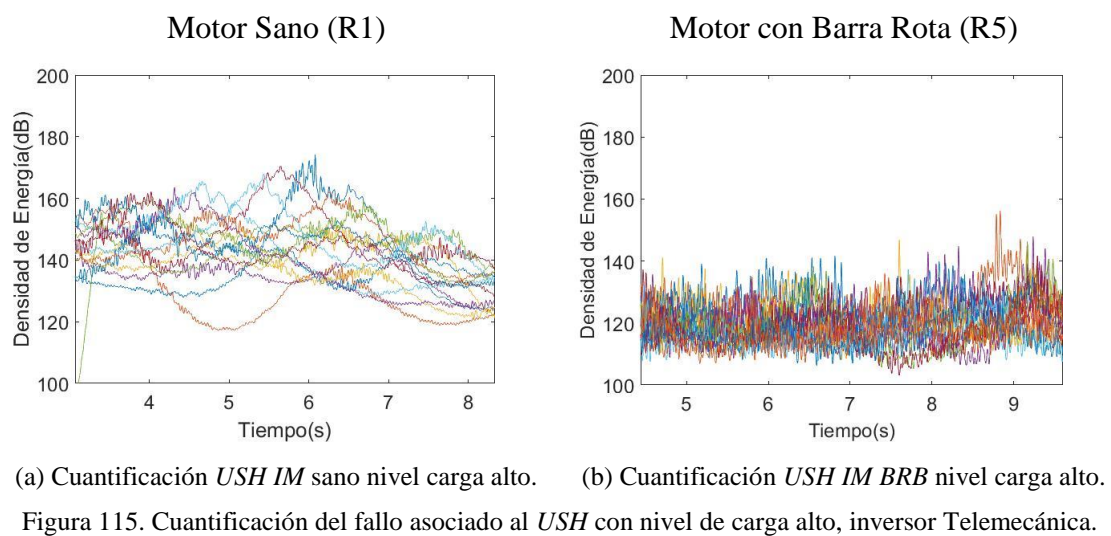 Motor Sano (R1)
Motor con Barra Rota (R5)
200
180
160
140
120
100
Densidad de Energía(dB)
4 5 6 7 8
Tiempo(s)
200
180
160
140
120
100
Densidad de Energía(dB)
5 6 7 8 9
Tiempo(s)
(a) Cuantificación USH IM sano nivel carga alto.
(b) Cuantificación USH IM BRB nivel carga alto.
Figura 115. Cuantificación del fallo asociado al USH con nivel de carga alto, inversor Telemecánica.